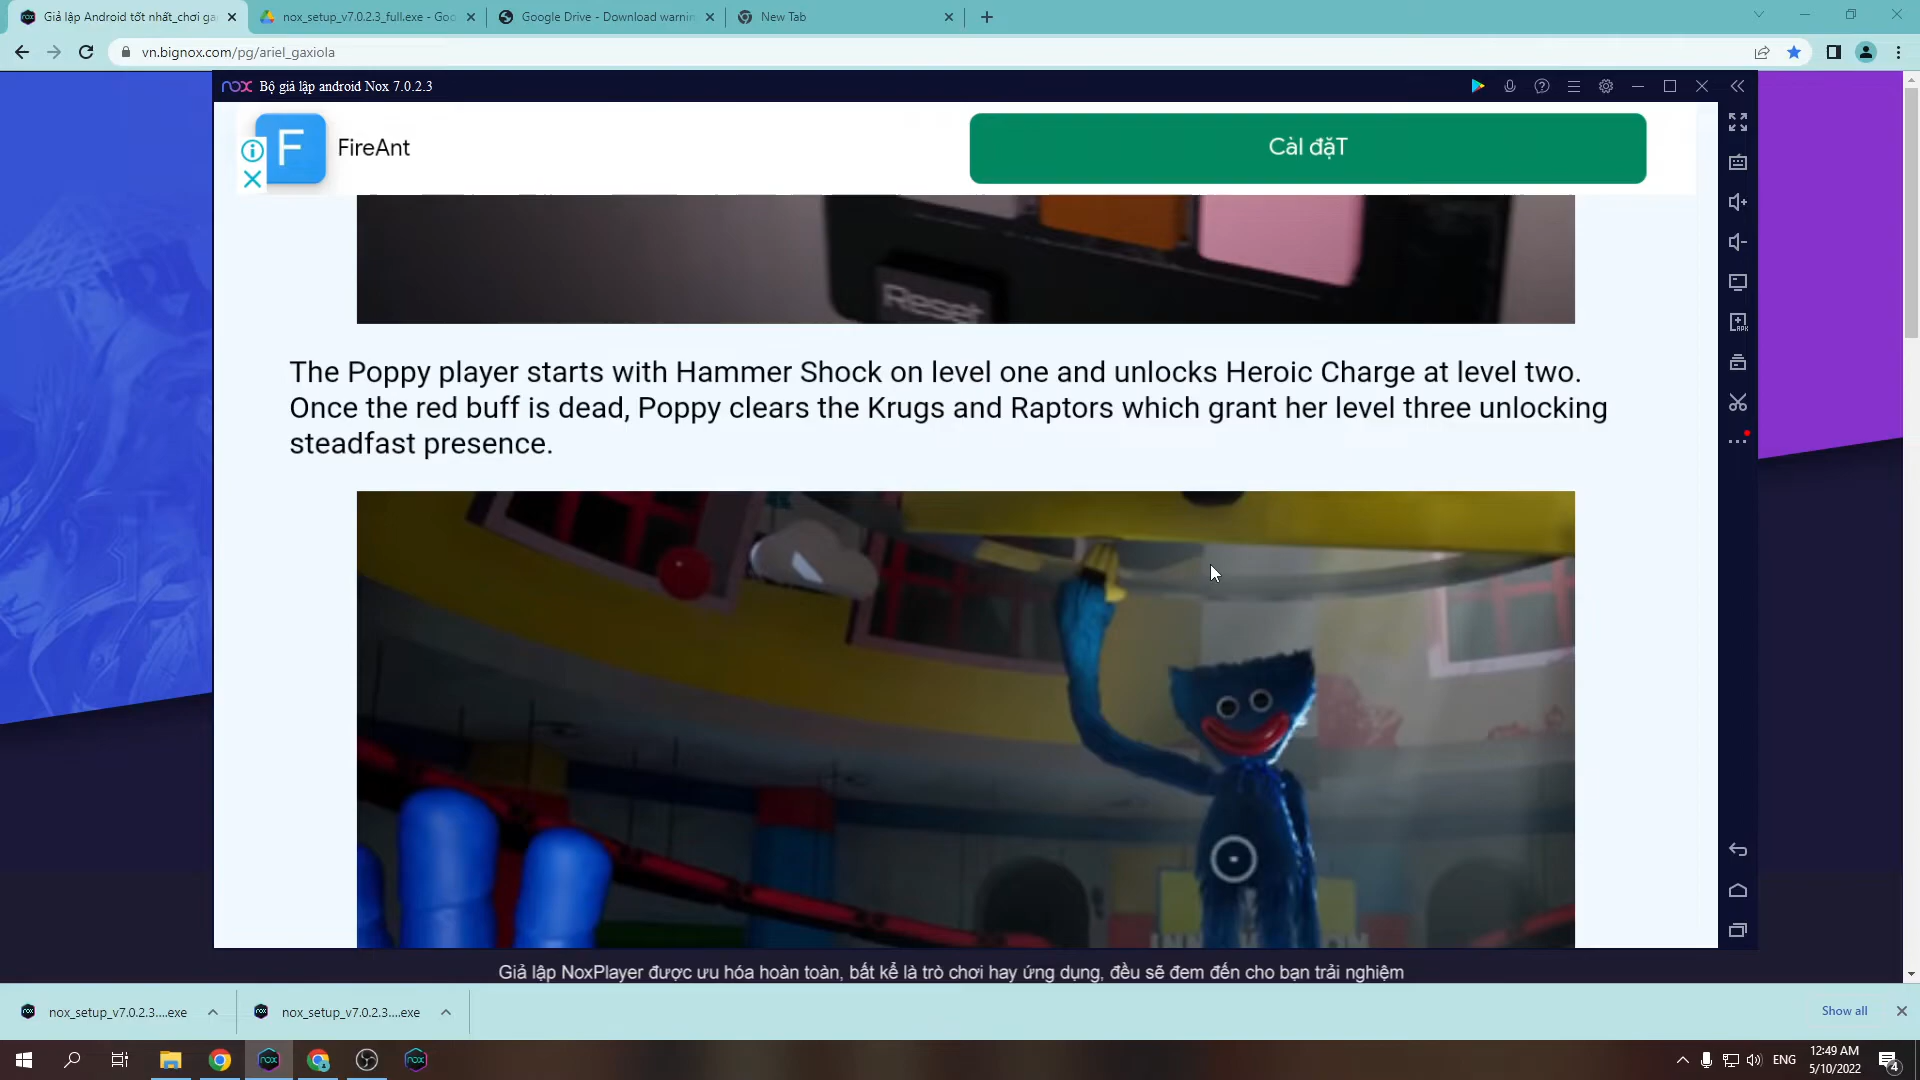 Giả lập Android tốt nhất_chơi ga
nox_setup_v7.0.2.3_full.exe - Goo
Google Drive - Download warnin
New Tab
vn.bignox.com/pg/ariel_gaxiola
nox Bộ giả lập android Nox 7.0.2.3
F
FireAnt
CàI đặT
Reset
The Poppy player starts with Hammer Shock on level one and unlocks Heroic Charge at level two.
Once the red buff is dead, Poppy clears the Krugs and Raptors which grant her level three unlocking
steadfast presence.
Giả lập NoxPlayer được ưu hóa hoàn toàn, bất kể là trò chơi hay ứng dụng, đều sẽ đem đến cho bạn trải nghiệm
nox_setup_v7.0.2.3....exe
nox_setup_v7.0.2.3....exe
Show all
ENG
12:49 AM
5/10/2022
4